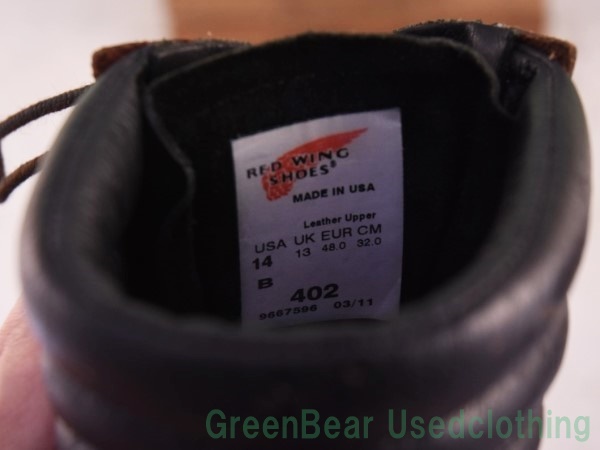 RED WING
SHOES®
MADE IN USA
Leather Upper
USA UK EUR CM
14 13 48.0 32.0
B
402
9667586 03/11
GreenBear Usedclothing